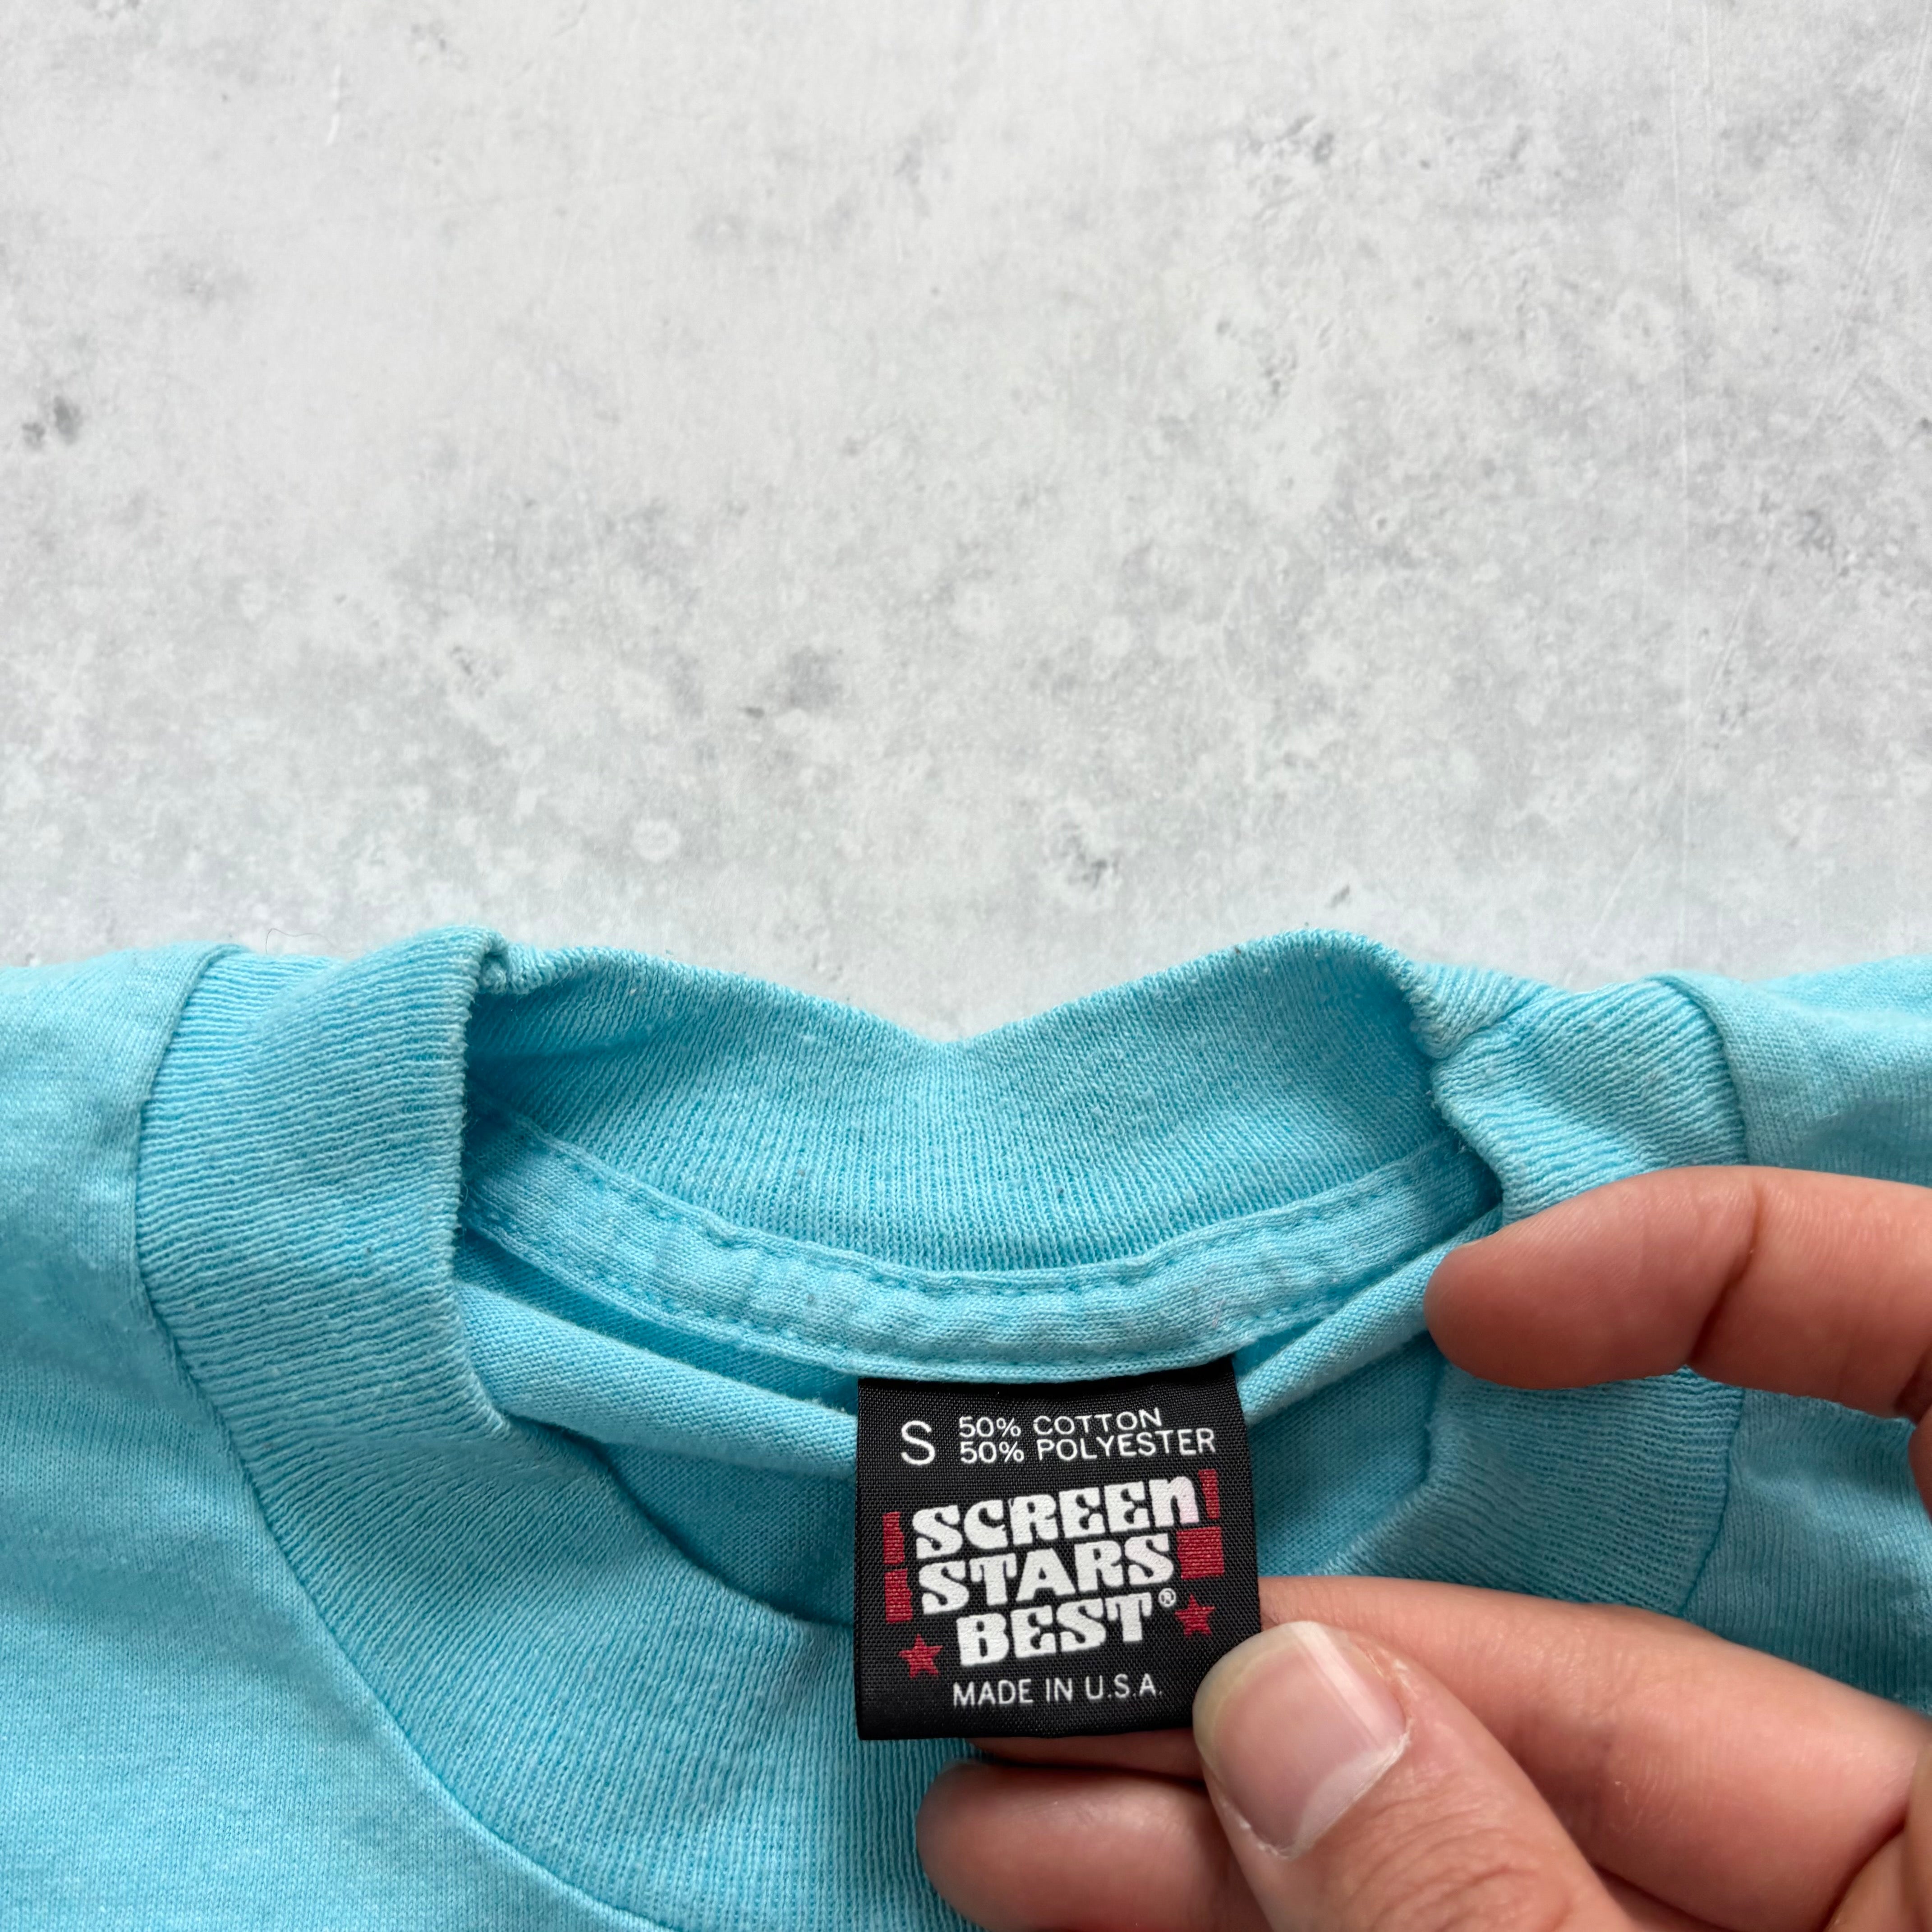 S 50% COTTON
50% POLYESTER
SCREEN
STARS
BEST®
MADE IN U.S.A.